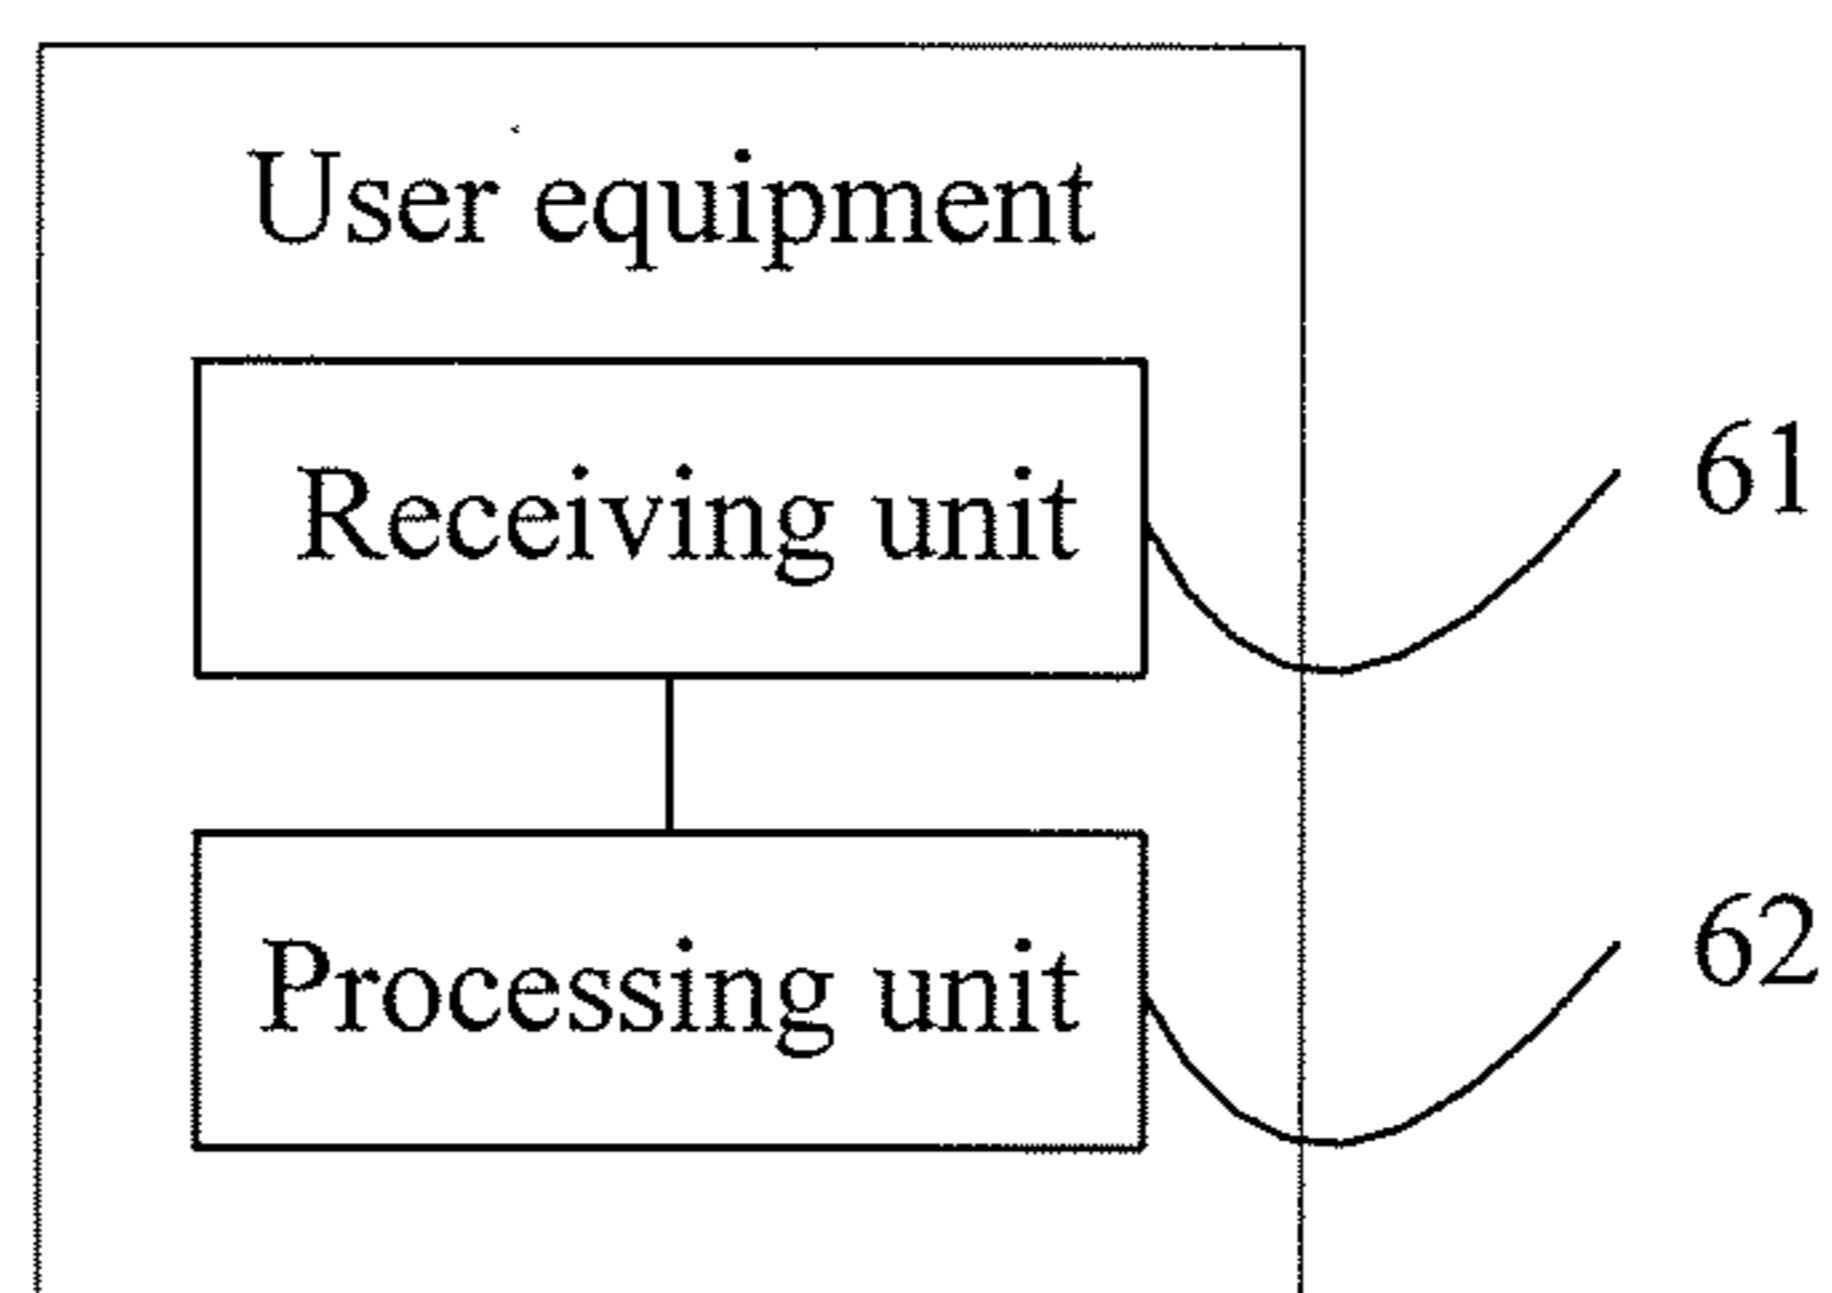 User equipment
Receiving unit
61
Processing unit
62